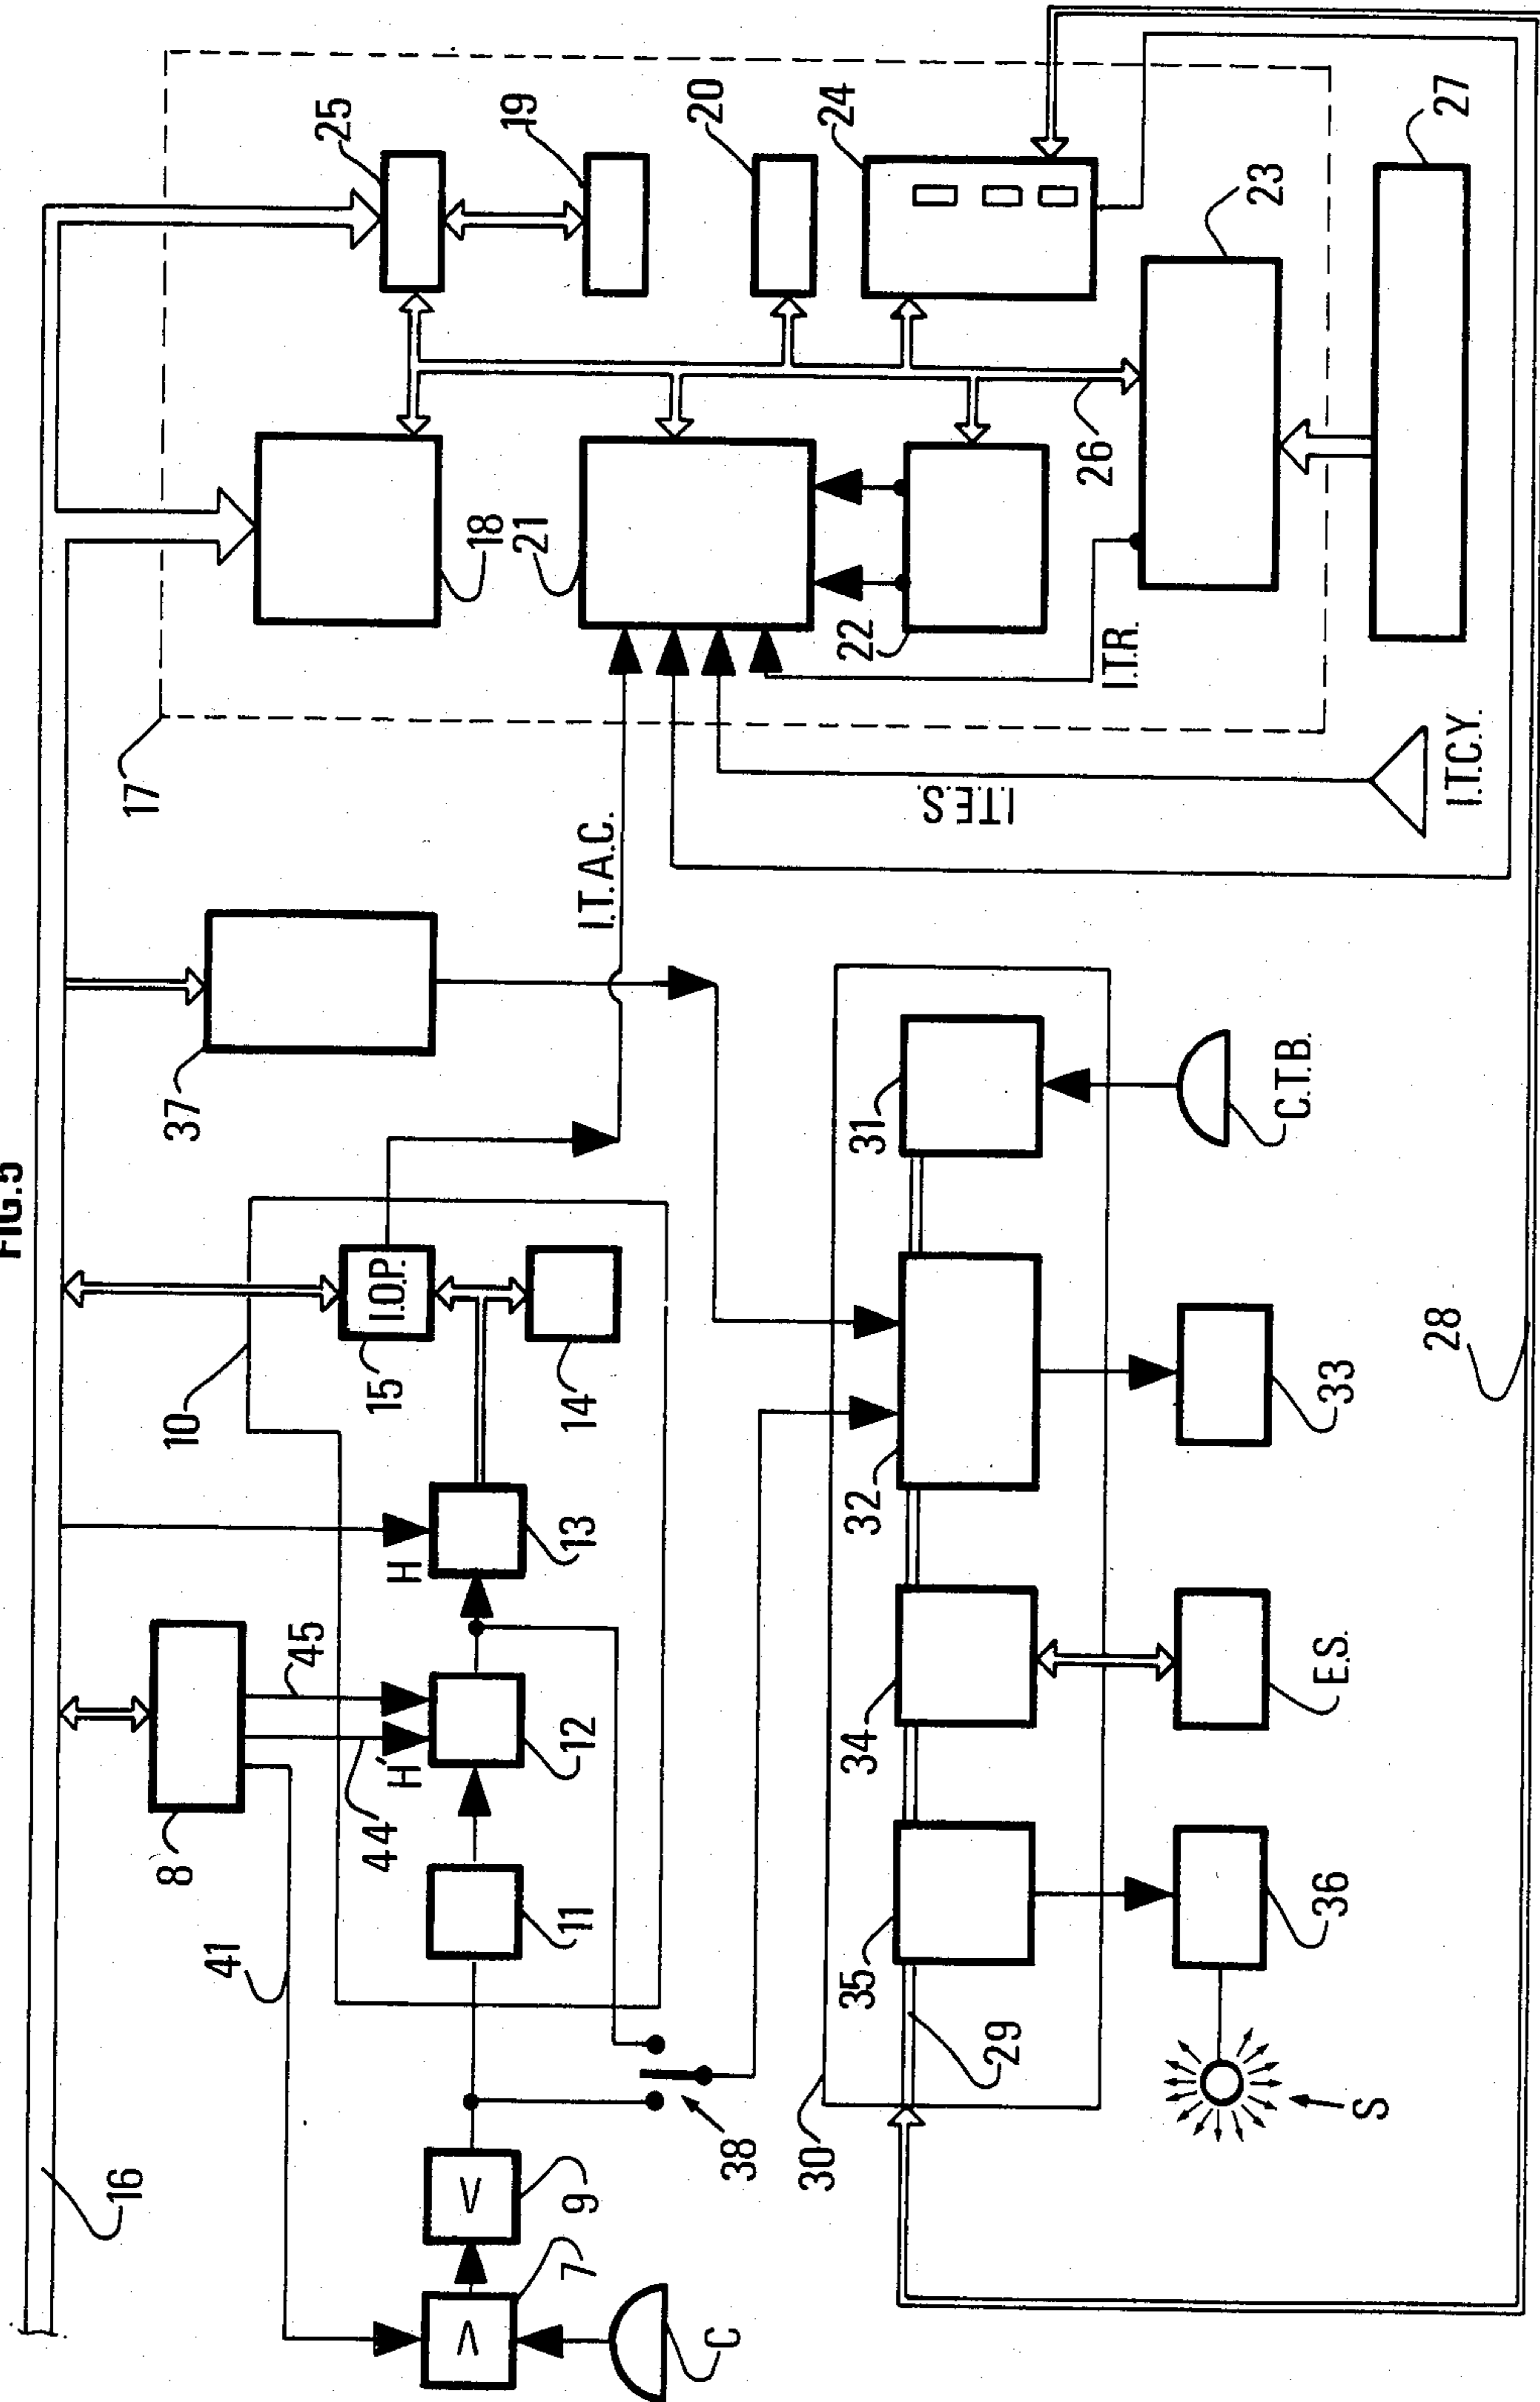 FIG.5
16
41
8
44
45
H'
H
10
I.O.P.
15
37
17
25
19
18
21
20
24
22
26
23
27
I.T.R.
I.T.A.C.
I.T.E.S.
I.T.C.Y.
7
9
C
11
12
13
14
38
30
29
35
34
32
31
36
S
E.S.
33
C.T.B.
28